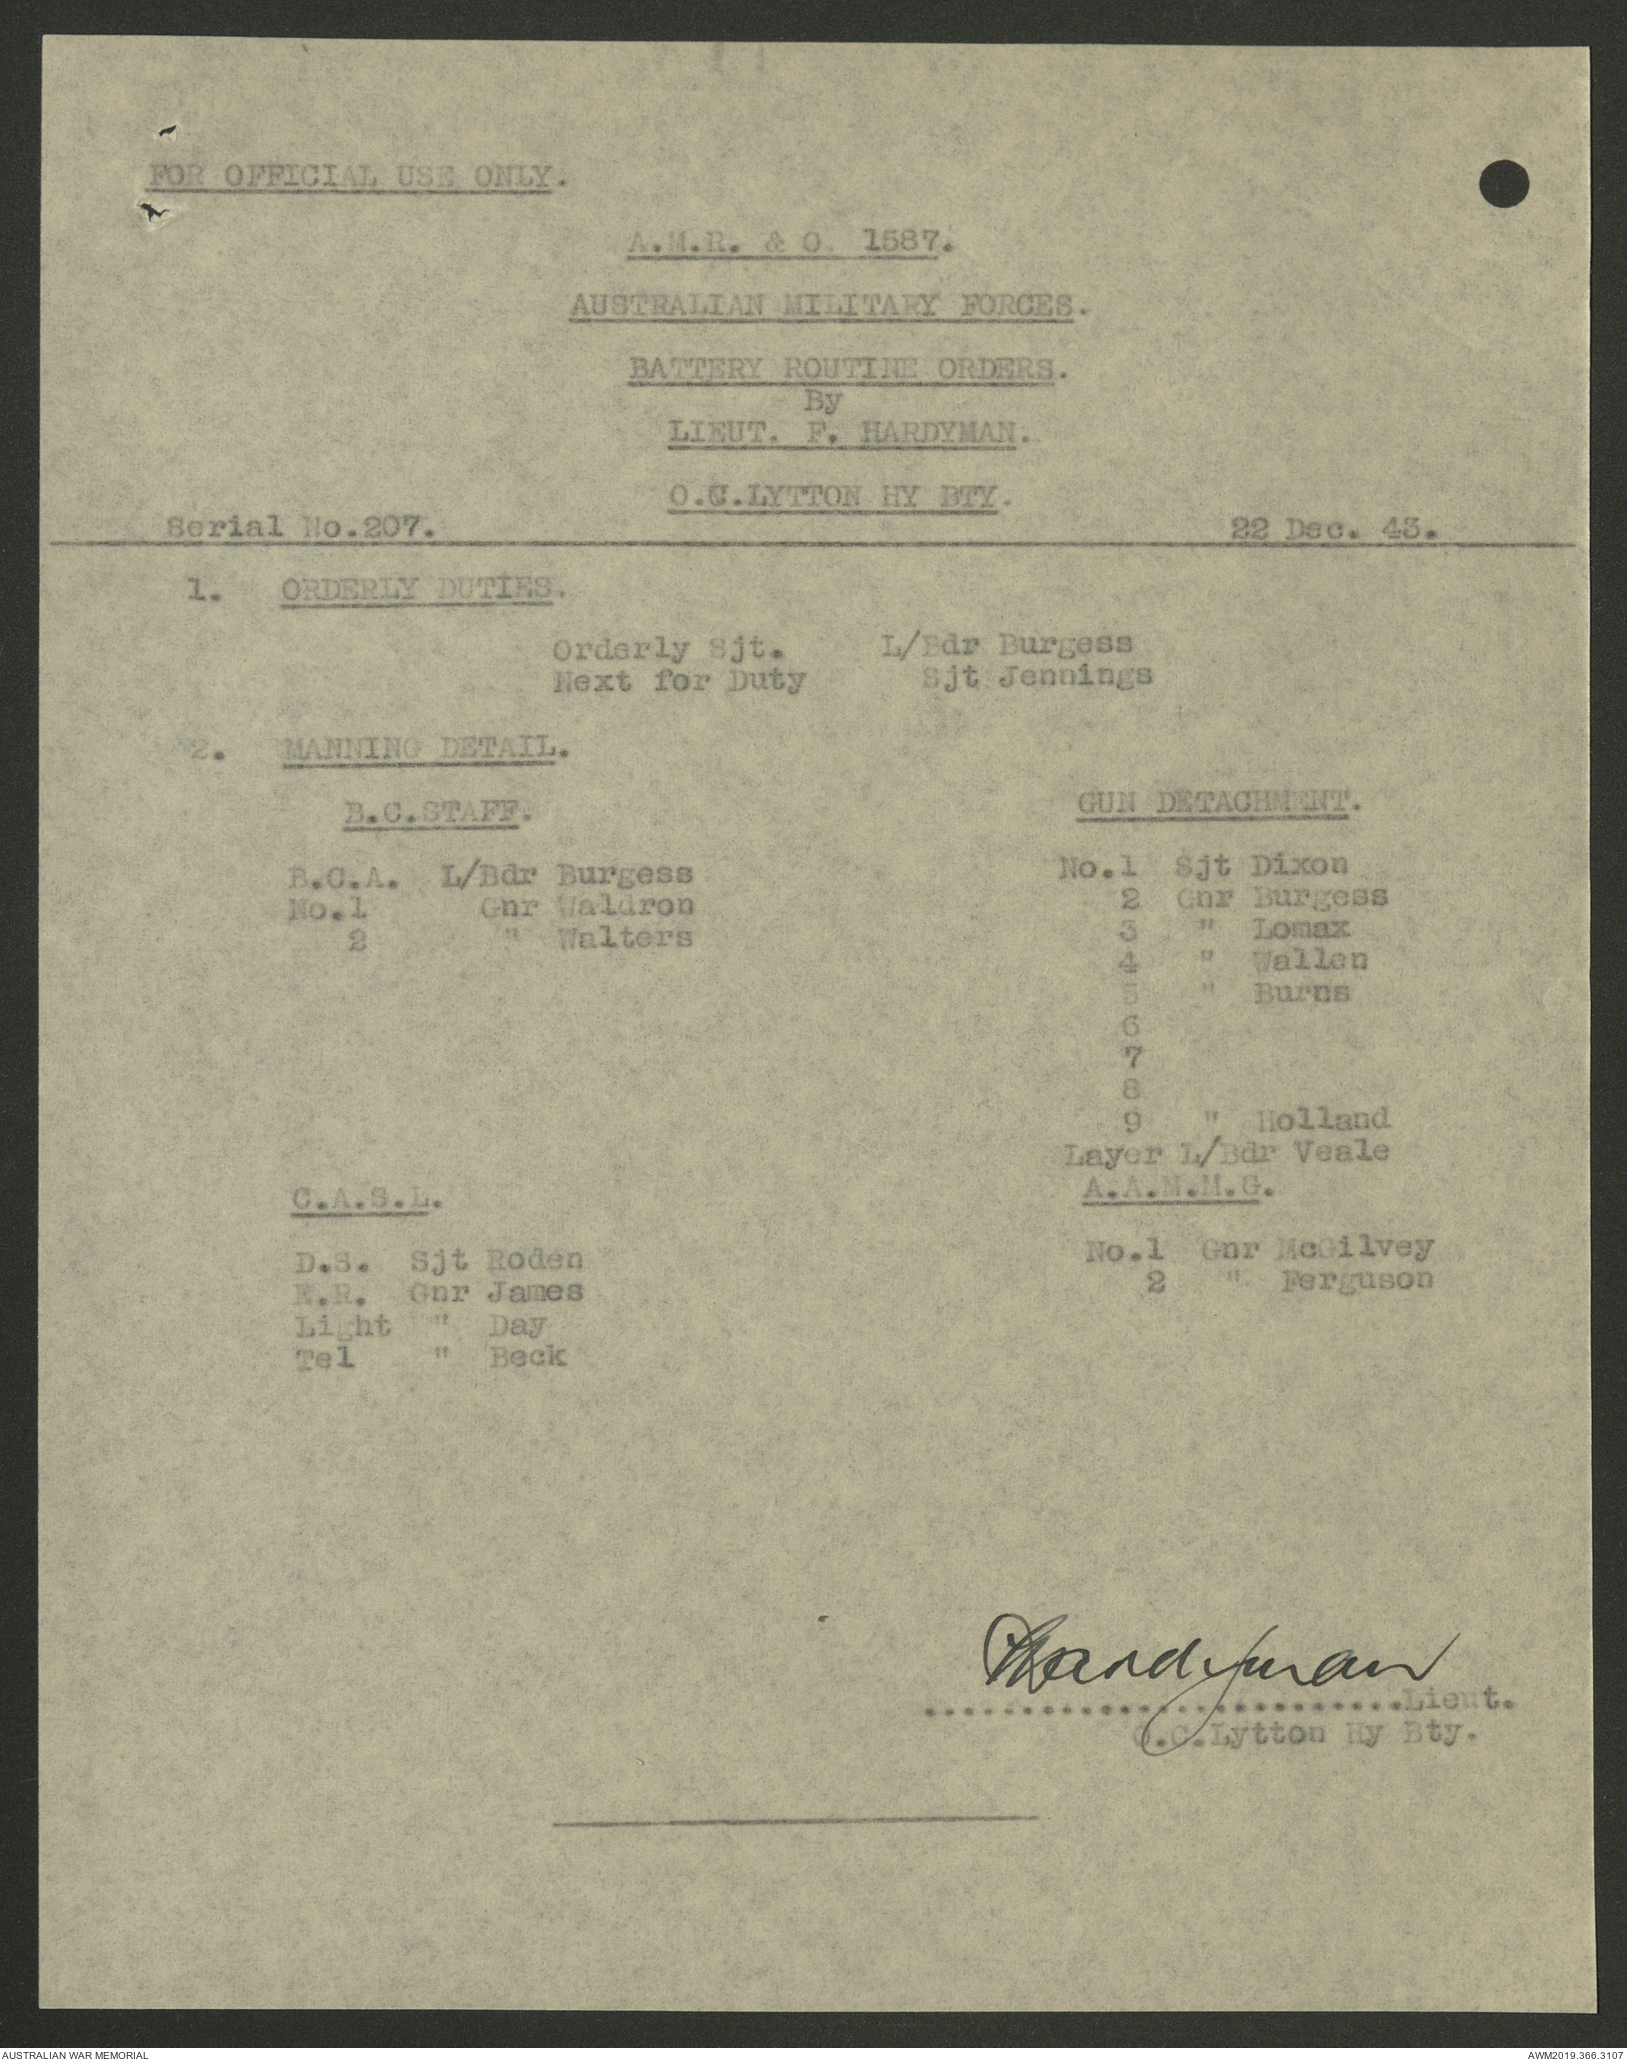 FOR OFFICIAL USE ONLY.
A.M.R. & O. 1587.
AUSTRALIAN MILITARY FORCES.
BATTERY ROUTINE ORDERS.
By
LIEUT. F. HARDYMAN.
O.C.LYTTON HY BTY.
Serial No.207. 22 Dec. 43.
1. ORDERLY DUTIES.
Orderly Sjt. L/Bdr Burgess
Next for Duty Sjt Jennings
2. MANNING DETAIL.
B.C.STAFF.
B.C.A. L/Bdr Burgess
No.1 Gnr Waldron
2 " Walters
GUN DETACHMENT.
No.1 Sjt Dixon
2 Gnr Burgess
3 " Lomax
4 " Wallen
5 " Burns
6
7
8
9 " Holland
Layer L/Bdr Veale
C.A.S.L.
D.S. Sjt Roden
E.R. Gnr James
Light " Day
Tel " Beck
A.A.M.M.G.
No.1 Gnr McGilvey
2 " Ferguson
FHardyman
..........................Lieut.
O.C.Lytton Hy Bty.
AUSTRALIAN WAR MEMORIAL AWM2019.366.3107